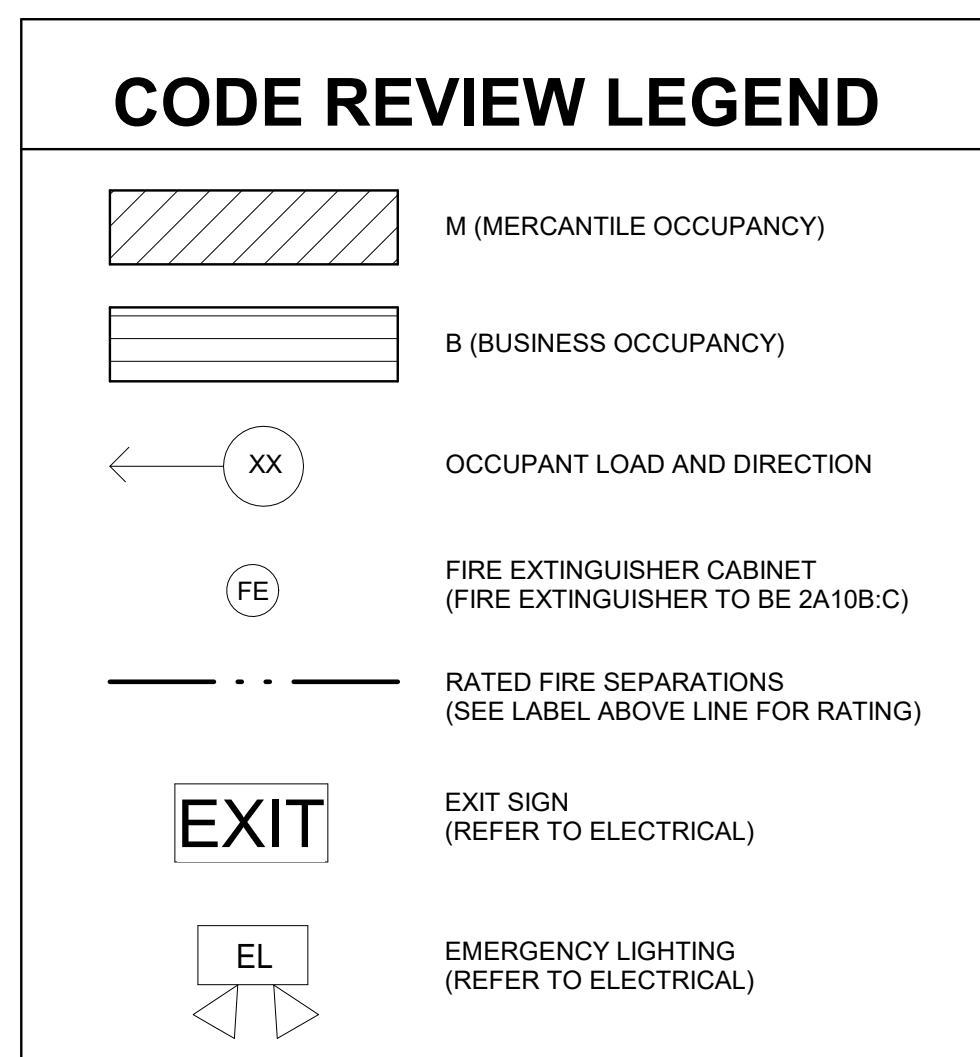 CODE REVIEW LEGEND
M (MERCANTILE OCCUPANCY)
B (BUSINESS OCCUPANCY)
XX
OCCUPANT LOAD AND DIRECTION
FE
FIRE EXTINGUISHER CABINET
(FIRE EXTINGUISHER TO BE 2A10B:C)
RATED FIRE SEPARATIONS
(SEE LABEL ABOVE LINE FOR RATING)
EXIT
EXIT SIGN
(REFER TO ELECTRICAL)
EL
EMERGENCY LIGHTING
(REFER TO ELECTRICAL)